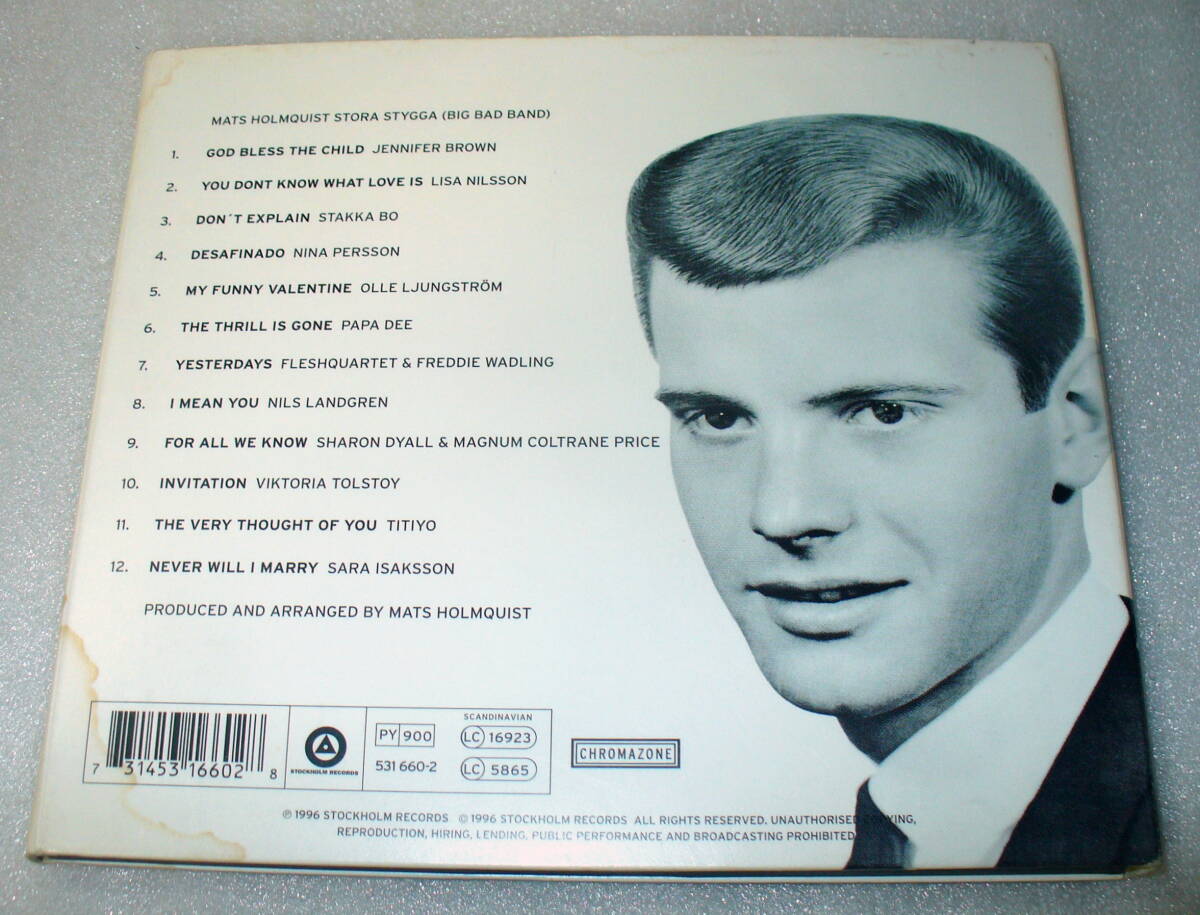 MATS HOLMQUIST STORA STYGGA (BIG BAD BAND)
1. GOD BLESS THE CHILD JENNIFER BROWN
2. YOU DONT KNOW WHAT LOVE IS LISA NILSSON
3. DON´T EXPLAIN STAKKA BO
4. DESAFINADO NINA PERSSON
5. MY FUNNY VALENTINE OLLE LJUNGSTRÖM
6. THE THRILL IS GONE PAPA DEE
7. YESTERDAYS FLESHQUARTET & FREDDIE WADLING
8. I MEAN YOU NILS LANDGREN
9. FOR ALL WE KNOW SHARON DYALL & MAGNUM COLTRANE PRICE
10. INVITATION VIKTORIA TOLSTOY
11. THE VERY THOUGHT OF YOU TITIYO
12. NEVER WILL I MARRY SARA ISAKSSON
PRODUCED AND ARRANGED BY MATS HOLMQUIST
7 31453 16602 8
STOCKHOLM RECORDS
PY 900
531 660-2
SCANDINAVIAN
LC 16923
LC 5865
CHROMAZONE
℗ 1996 STOCKHOLM RECORDS © 1996 STOCKHOLM RECORDS ALL RIGHTS RESERVED. UNAUTHORISED COPYING,
REPRODUCTION, HIRING, LENDING, PUBLIC PERFORMANCE AND BROADCASTING PROHIBITED